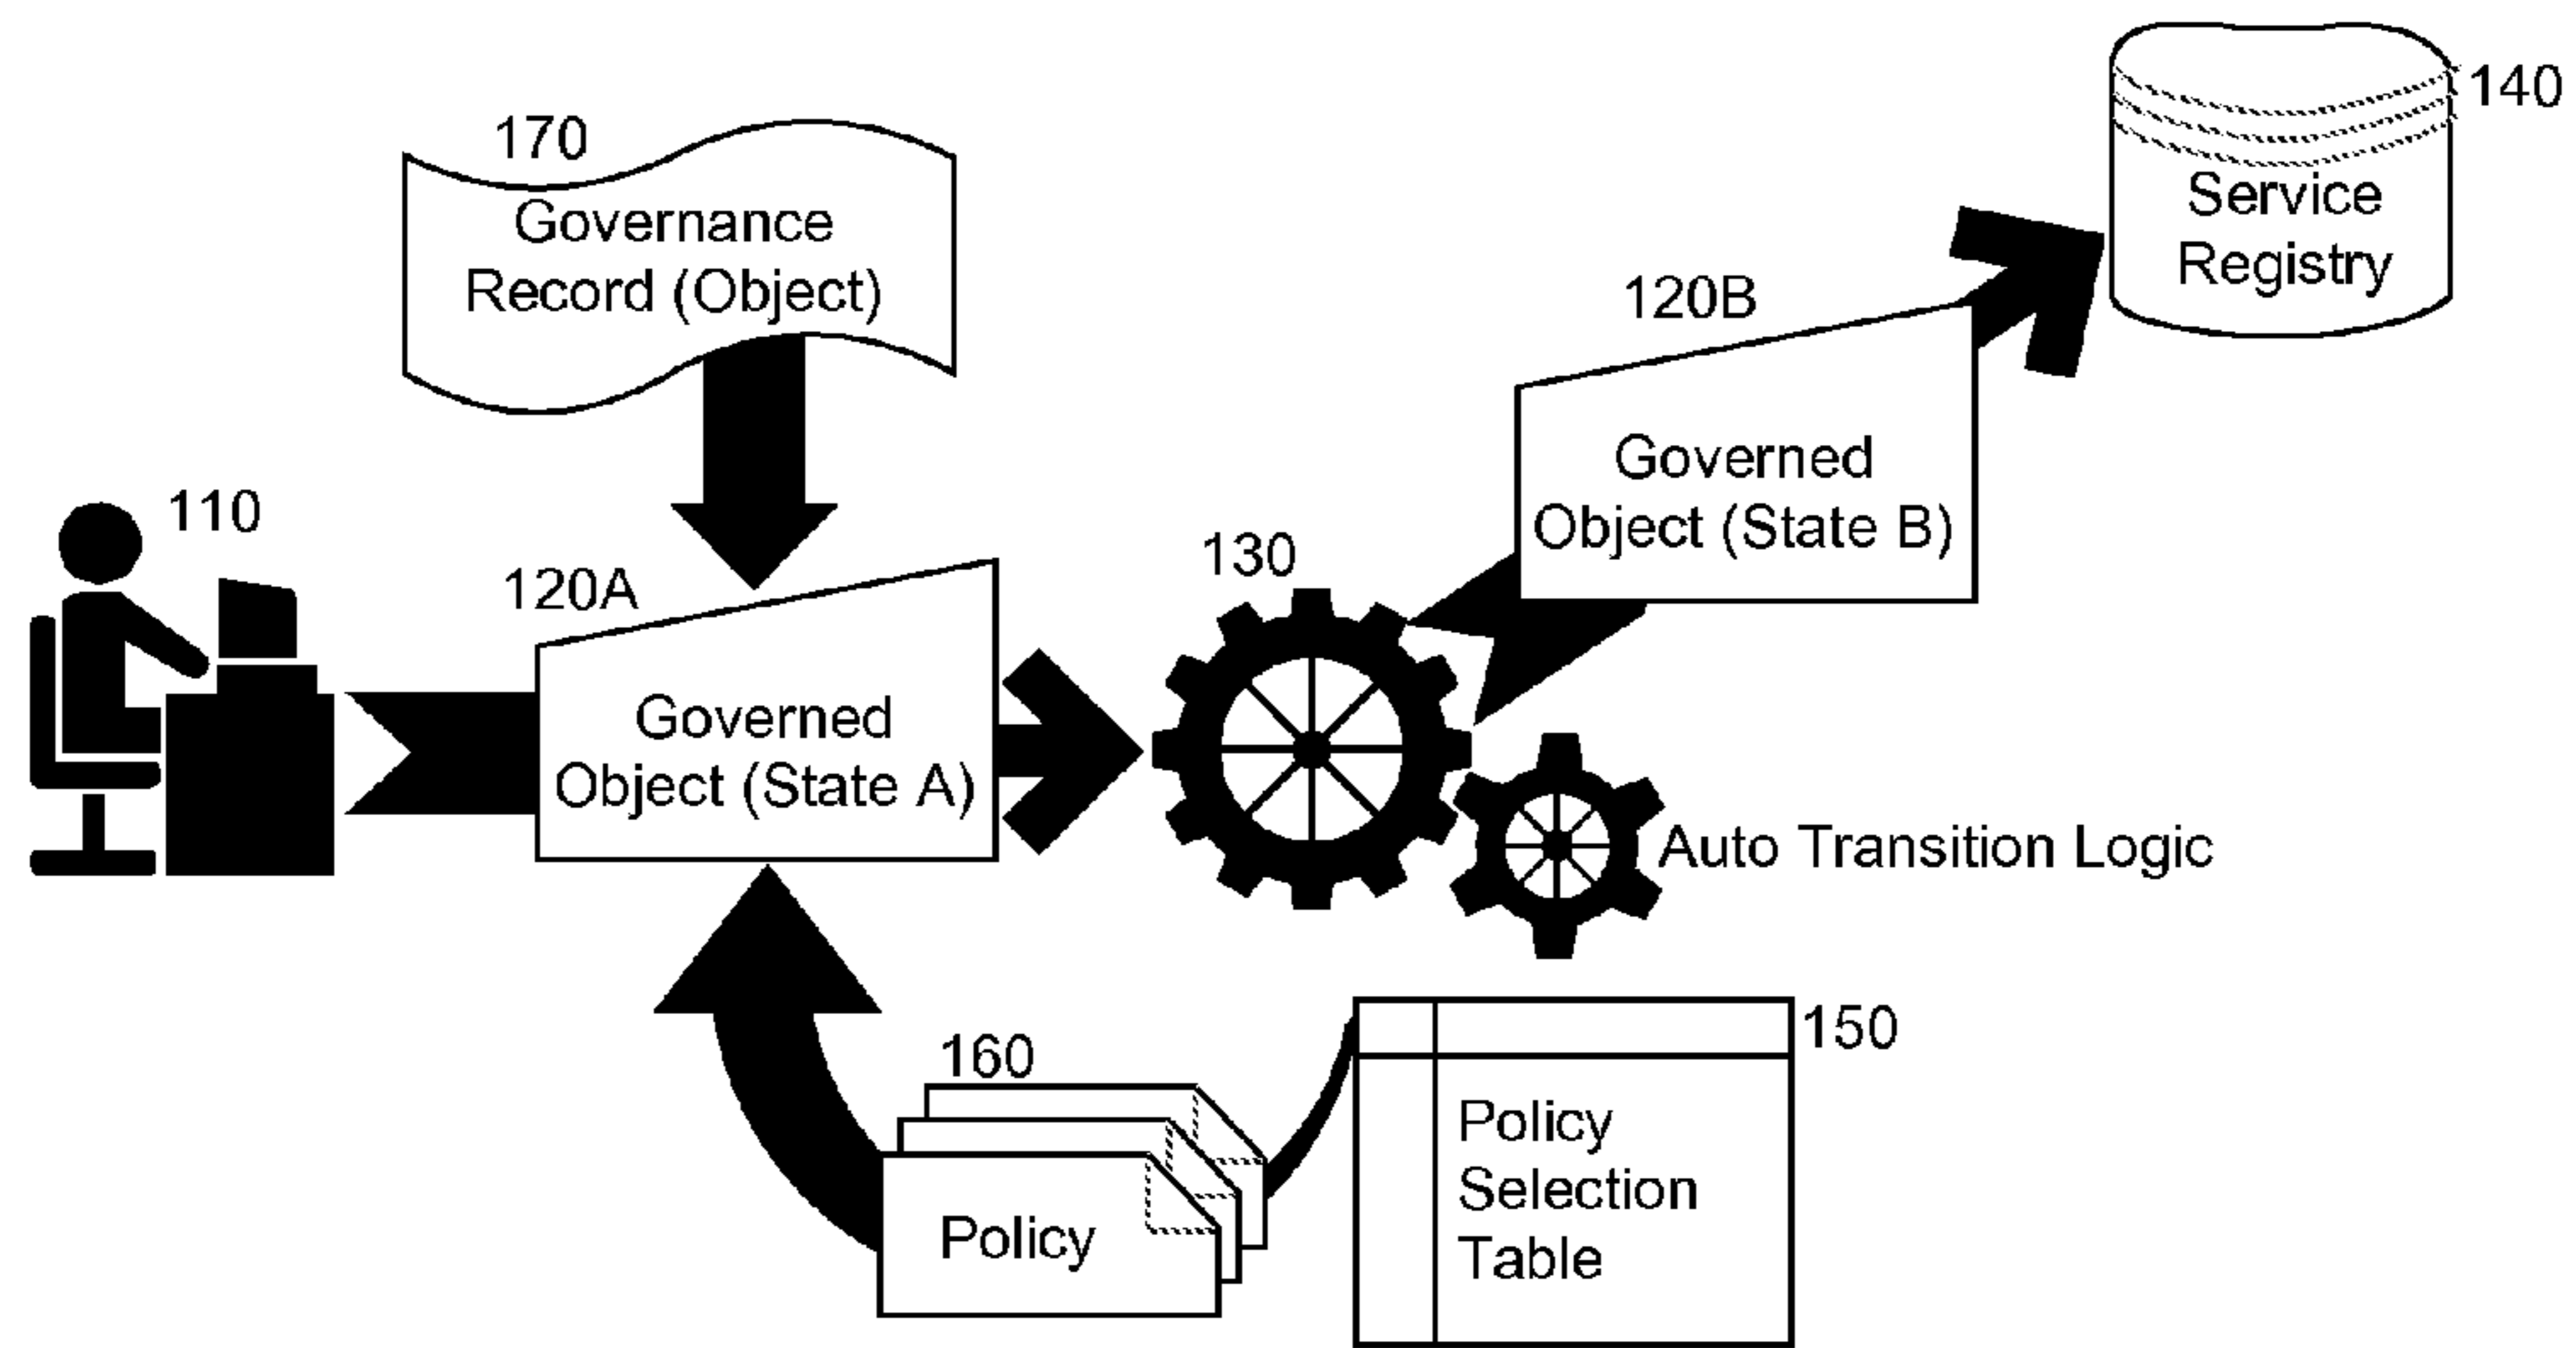 140
Service
Registry
170
Governance
Record (Object)
120B
Governed
Object (State B)
110
120A
Governed
Object (State A)
130
Auto Transition Logic
160
Policy
150
Policy
Selection
Table